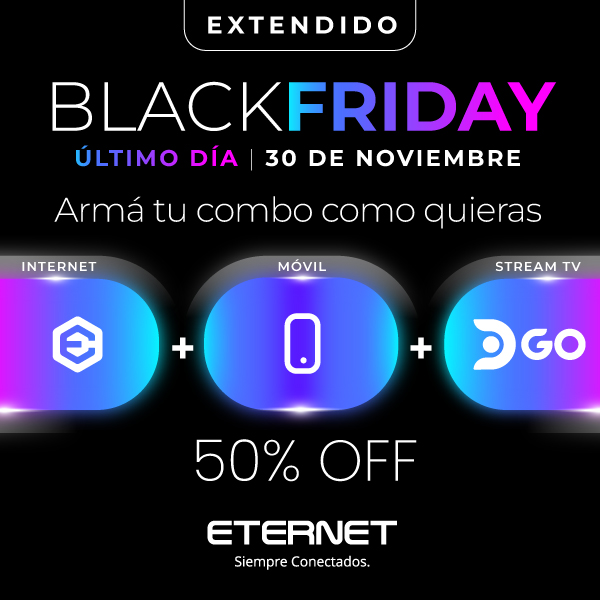 EXTENDIDO
BLACKFRIDAY
ÚLTIMO DÍA | 30 DE NOVIEMBRE
Armá tu combo como quieras
INTERNET MÓVIL STREAM TV
+ + DGO
50% OFF
ETERNET
Siempre Conectados.